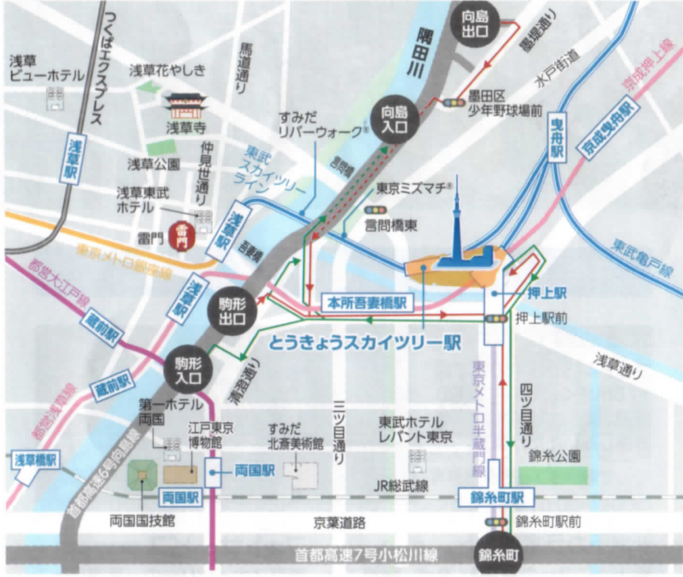 向島
出口
墨堤通り
水戸街道
京成押上線
隅田川
つくばエクスプレス
馬道通り
浅草
ビューホテル
浅草花やしき
浅草寺
すみだ
リバーウォーク®
向島
入口
墨田区
少年野球場前
曳舟駅
京成曳舟駅
浅草駅
浅草公園
仲見世通り
東武
スカイツリー
ライン
言問橋
東京ミズマチ®
浅草東武
ホテル
雷門
雷門
浅草駅
言問橋東
吾妻橋
東武亀戸線
東京メトロ銀座線
都営大江戸線
浅草駅
駒形
出口
本所吾妻橋駅
押上駅
押上駅前
とうきょうスカイツリー駅
蔵前駅
駒形
入口
清澄通り
浅草通り
蔵前駅
都営浅草線
第一ホテル
両国
江戸東京
博物館
すみだ
北斎美術館
三ツ目通り
東武ホテル
レバント東京
東京メトロ半蔵門線
四ツ目通り
浅草橋駅
首都高速6号向島線
両国駅
錦糸公園
JR総武線
両国駅
錦糸町駅
両国国技館
京葉道路
錦糸町駅前
首都高速7号小松川線
錦糸町